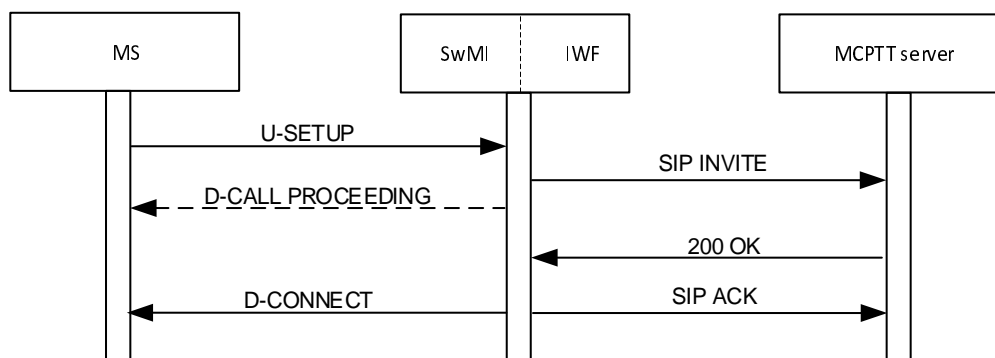 MS
SwMI
IWF
MCPTT server
U-SETUP
SIP INVITE
D-CALL PROCEEDING
200 OK
D-CONNECT
SIP ACK